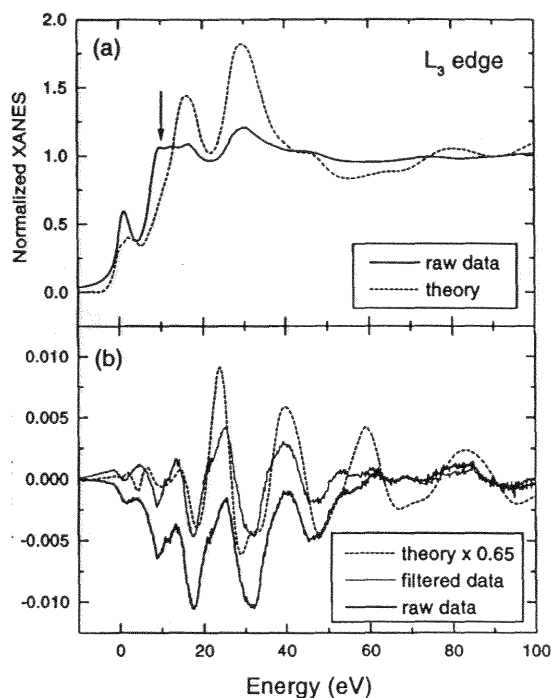 2.0
(a)
L3 edge
1.5
1.0
0.5
0.0
Normalized XANES
raw data
theory
0.010
(b)
0.005
0.000
-0.005
-0.010
theory x 0.65
filtered data
raw data
0 20 40 60 80 100
Energy (eV)